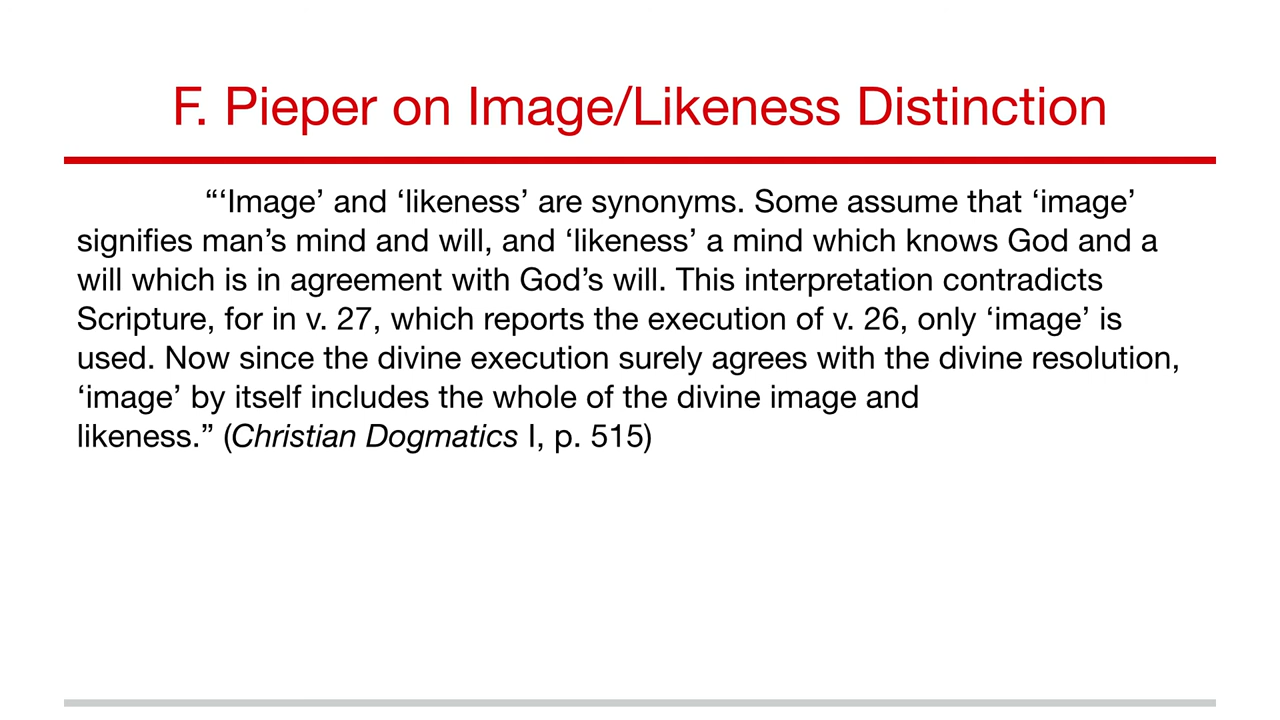 F. Pieper on Image/Likeness Distinction
“‘Image’ and ‘likeness’ are synonyms. Some assume that ‘image’
signifies man’s mind and will, and ‘likeness’ a mind which knows God and a
will which is in agreement with God’s will. This interpretation contradicts
Scripture, for in v. 27, which reports the execution of v. 26, only ‘image’ is
used. Now since the divine execution surely agrees with the divine resolution,
‘image’ by itself includes the whole of the divine image and
likeness.” (Christian Dogmatics I, p. 515)